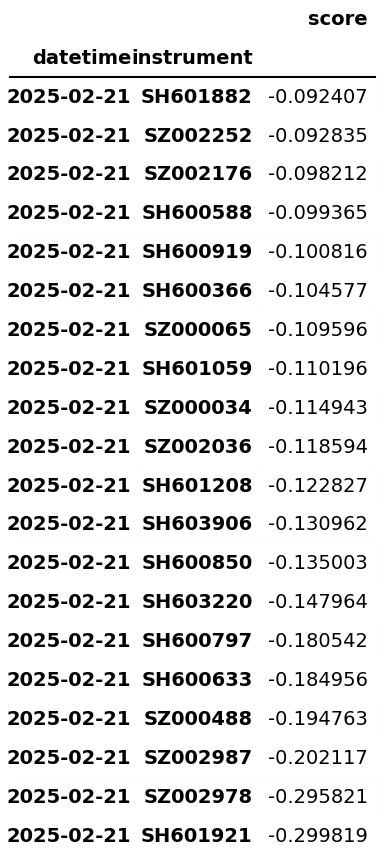 score
datetime instrument
2025-02-21 SH601882 -0.092407
2025-02-21 SZ002252 -0.092835
2025-02-21 SZ002176 -0.098212
2025-02-21 SH600588 -0.099365
2025-02-21 SH600919 -0.100816
2025-02-21 SH600366 -0.104577
2025-02-21 SZ000065 -0.109596
2025-02-21 SH601059 -0.110196
2025-02-21 SZ000034 -0.114943
2025-02-21 SZ002036 -0.118594
2025-02-21 SH601208 -0.122827
2025-02-21 SH603906 -0.130962
2025-02-21 SH600850 -0.135003
2025-02-21 SH603220 -0.147964
2025-02-21 SH600797 -0.180542
2025-02-21 SH600633 -0.184956
2025-02-21 SZ000488 -0.194763
2025-02-21 SZ002987 -0.202117
2025-02-21 SZ002978 -0.295821
2025-02-21 SH601921 -0.299819